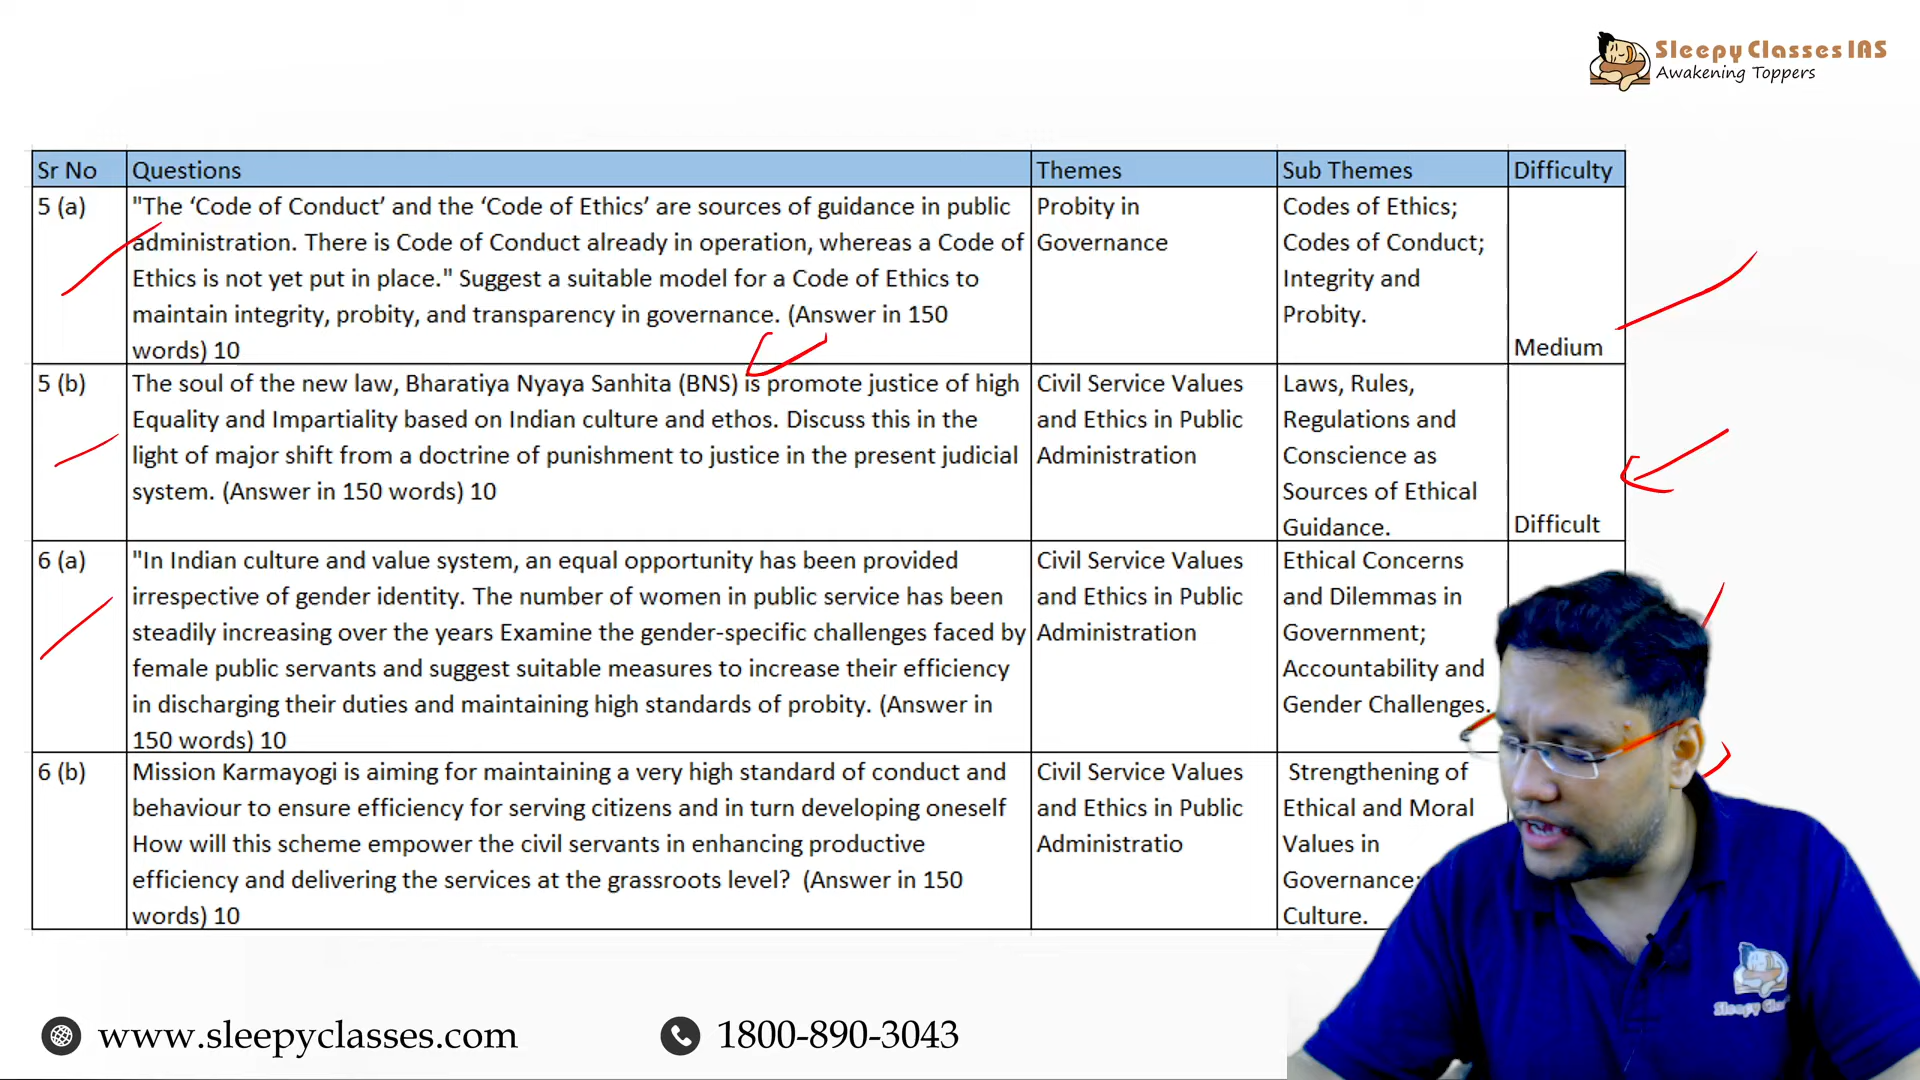 Sleepy Classes IAS
Awakening Toppers
Sr No Questions Themes Sub Themes Difficulty
5 (a) "The ‘Code of Conduct’ and the ‘Code of Ethics’ are sources of guidance in public
administration. There is Code of Conduct already in operation, whereas a Code of
Ethics is not yet put in place." Suggest a suitable model for a Code of Ethics to
maintain integrity, probity, and transparency in governance. (Answer in 150
words) 10
Probity in
Governance
Codes of Ethics;
Codes of Conduct;
Integrity and
Probity.
Medium
5 (b) The soul of the new law, Bharatiya Nyaya Sanhita (BNS) is promote justice of high
Equality and Impartiality based on Indian culture and ethos. Discuss this in the
light of major shift from a doctrine of punishment to justice in the present judicial
system. (Answer in 150 words) 10
Civil Service Values
and Ethics in Public
Administration
Laws, Rules,
Regulations and
Conscience as
Sources of Ethical
Guidance.
Difficult
6 (a) "In Indian culture and value system, an equal opportunity has been provided
irrespective of gender identity. The number of women in public service has been
steadily increasing over the years Examine the gender-specific challenges faced by
female public servants and suggest suitable measures to increase their efficiency
in discharging their duties and maintaining high standards of probity. (Answer in
150 words) 10
Civil Service Values
and Ethics in Public
Administration
Ethical Concerns
and Dilemmas in
Government;
Accountability and
Gender Challenges.
6 (b) Mission Karmayogi is aiming for maintaining a very high standard of conduct and
behaviour to ensure efficiency for serving citizens and in turn developing oneself
How will this scheme empower the civil servants in enhancing productive
efficiency and delivering the services at the grassroots level? (Answer in 150
words) 10
Civil Service Values
and Ethics in Public
Administratio
Strengthening of
Ethical and Moral
Values in
Governance;
Culture.
Sleepy
www.sleepyclasses.com 1800-890-3043